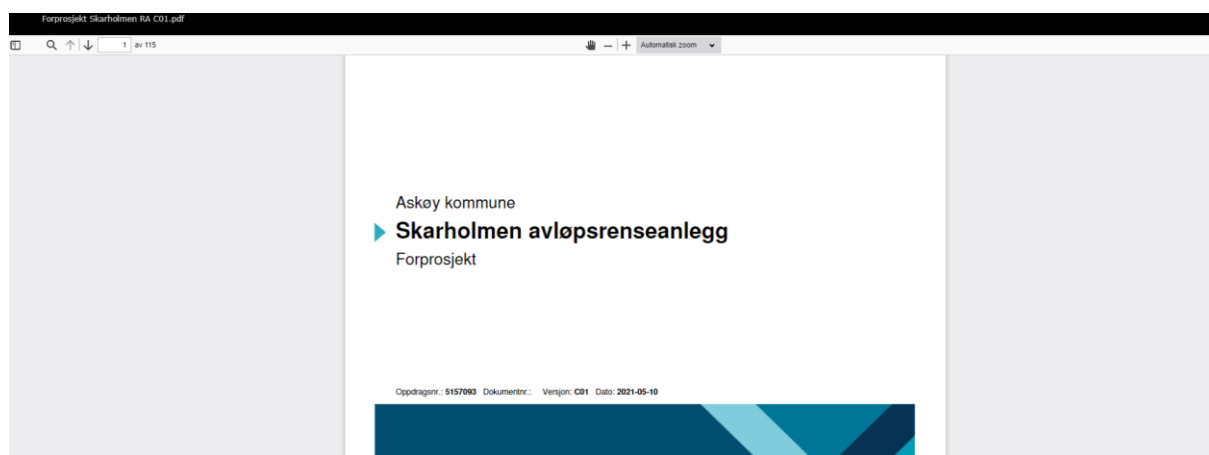 Forprosjekt Skarholmen RA C01.pdf
1 av 115
Automatisk zoom
Askøy kommune
Skarholmen avløpsrenseanlegg
Forprosjekt
Oppdragsnr.: 5157093 Dokumentnr.: Versjon: C01 Dato: 2021-05-10